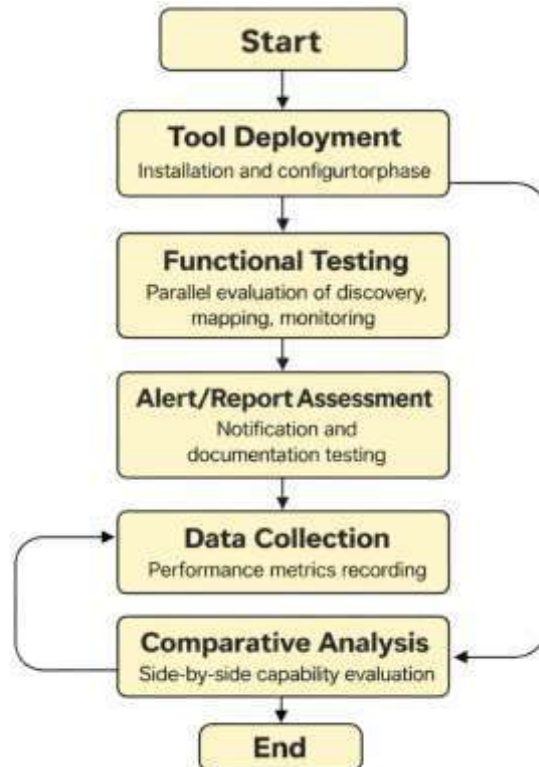 Start
Tool Deployment
Installation and configurtorphase
Functional Testing
Parallel evaluation of discovery,
mapping, monitoring
Alert/Report Assessment
Notification and
documentation testing
Data Collection
Performance metrics recording
Comparative Analysis
Side-by-side capability evaluation
End